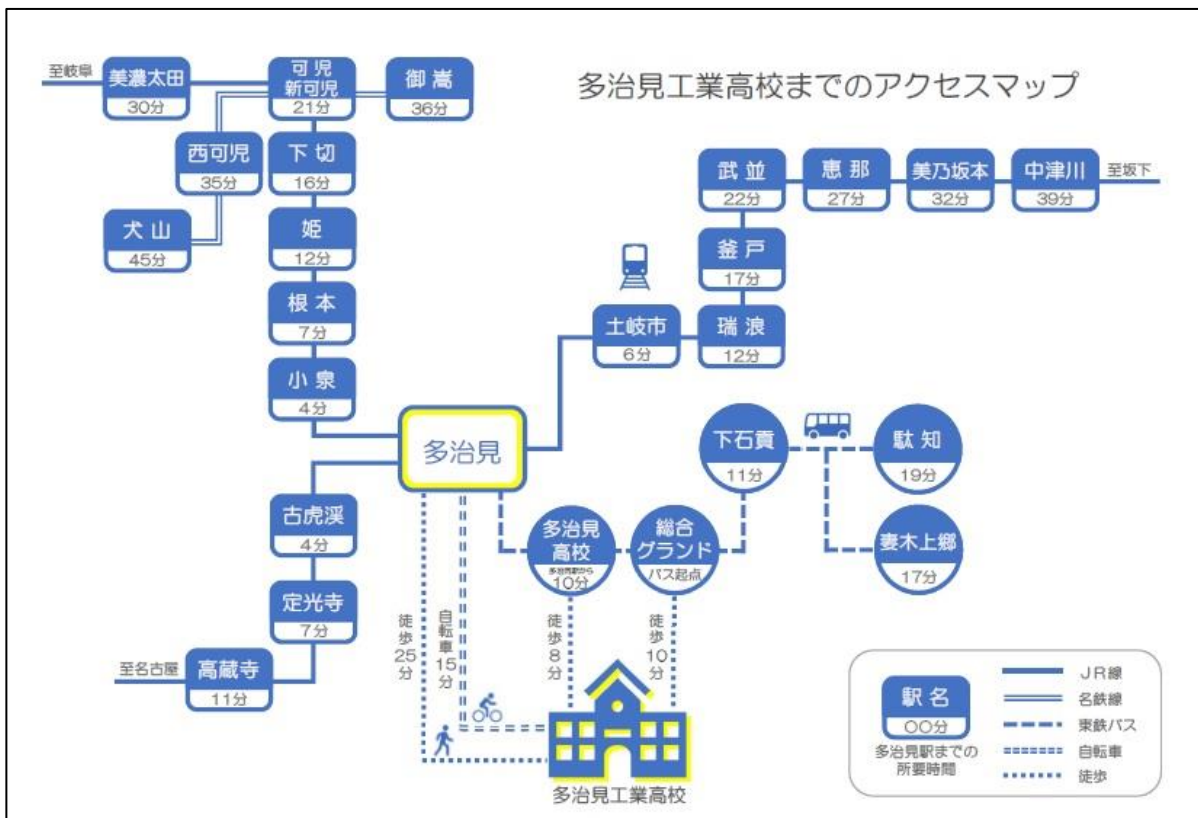 多治見工業高校までのアクセスマップ
至岐阜
美濃太田
30分
可児
新可児
21分
御嵩
36分
西可児
35分
下切
16分
犬山
45分
姫
12分
根本
7分
小泉
4分
武並
22分
恵那
27分
美乃坂本
32分
中津川
39分
至坂下
釜戸
17分
土岐市
6分
瑞浪
12分
多治見
下石貢
11分
駄知
19分
妻木上郷
17分
多治見
高校
多治見駅から
10分
総合
グランド
バス起点
古虎渓
4分
定光寺
7分
至名古屋
高蔵寺
11分
徒歩25分
自転車15分
徒歩8分
徒歩10分
多治見工業高校
駅名
〇〇分
多治見駅までの
所要時間
JR線
名鉄線
東鉄バス
自転車
徒歩